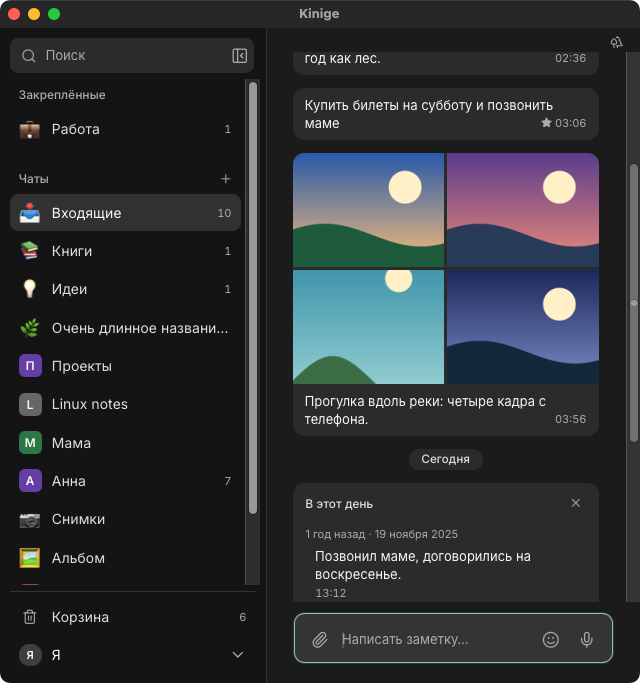 Kinige
Поиск
Закреплённые
Работа 1
Чаты
Входящие 10
Книги 1
Идеи 1
Очень длинное названи...
П Проекты
L Linux notes
М Мама
А Анна 7
Снимки
Альбом
Корзина 6
Я Я
год как лес. 02:36
Купить билеты на субботу и позвонить
маме 03:06
Прогулка вдоль реки: четыре кадра с
телефона. 03:56
Сегодня
В этот день
1 год назад · 19 ноября 2025
Позвонил маме, договорились на
воскресенье.
13:12
Написать заметку...